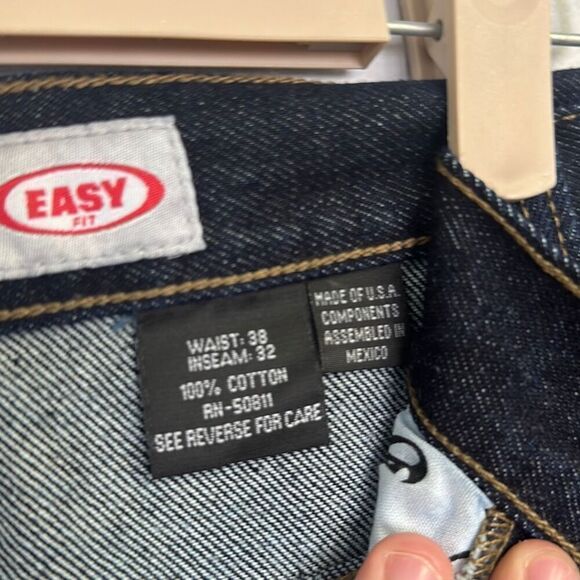 EASY
FIT
WAIST: 38
INSEAM: 32
100% COTTON
RN-50811
SEE REVERSE FOR CARE
MADE OF U.S.A.
COMPONENTS
ASSEMBLED IN
MEXICO